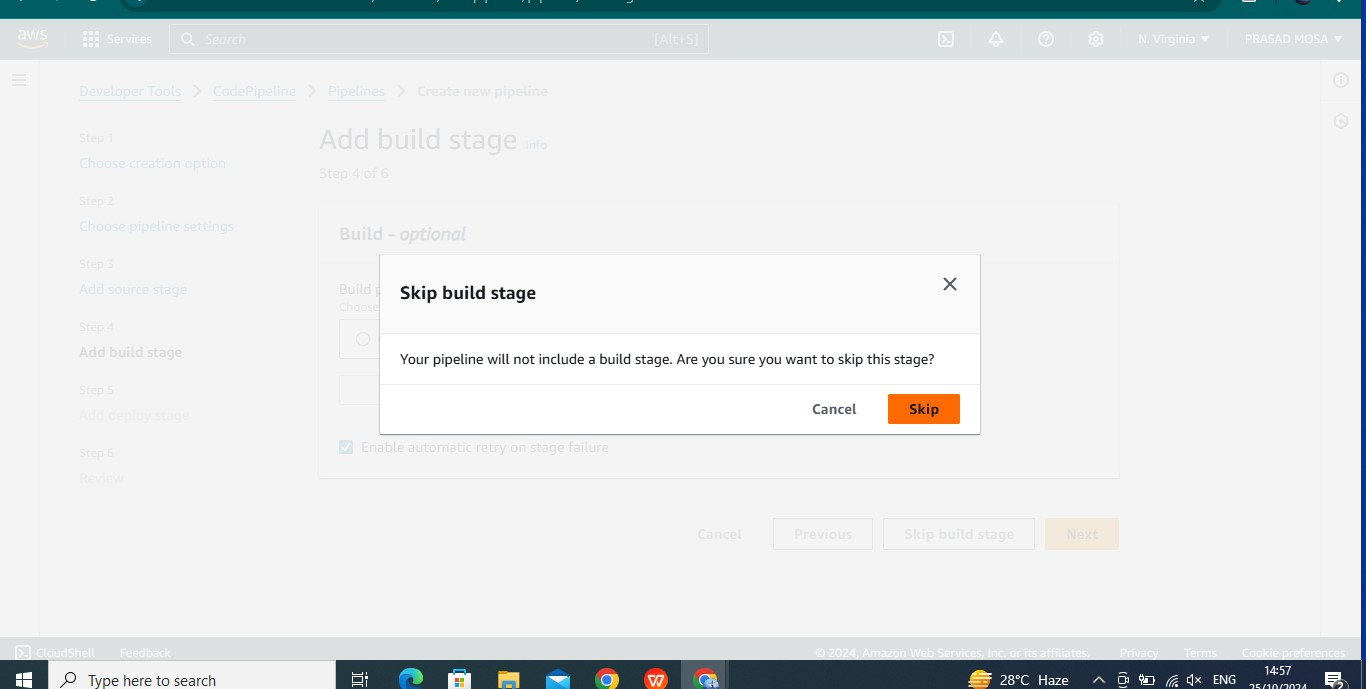 aws
Services
Search
[Alt+S]
N. Virginia
PRASAD MOSA
Developer Tools
CodePipeline
Pipelines
Create new pipeline
Step 1
Choose creation option
Step 2
Choose pipeline settings
Step 3
Add source stage
Step 4
Add build stage
Step 5
Add deploy stage
Step 6
Review
Add build stage Info
Step 4 of 6
Build - optional
Build
Choose
Skip build stage
Your pipeline will not include a build stage. Are you sure you want to skip this stage?
Cancel
Skip
Enable automatic retry on stage failure
Cancel
Previous
Skip build stage
Next
CloudShell
Feedback
© 2024, Amazon Web Services, Inc. or its affiliates.
Privacy
Terms
Cookie preferences
Type here to search
28°C Haze
ENG
14:57
25/10/2024